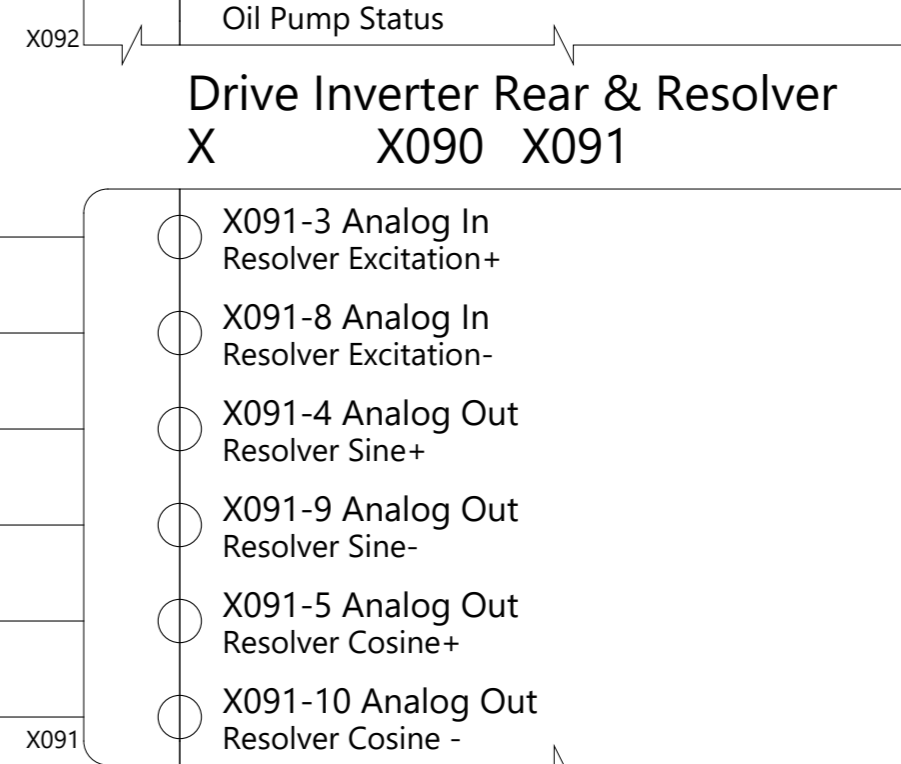 Oil Pump Status
X092
Drive Inverter Rear & Resolver
X X090 X091
X091-3 Analog In
Resolver Excitation+
X091-8 Analog In
Resolver Excitation-
X091-4 Analog Out
Resolver Sine+
X091-9 Analog Out
Resolver Sine-
X091-5 Analog Out
Resolver Cosine+
X091-10 Analog Out
Resolver Cosine -
X091